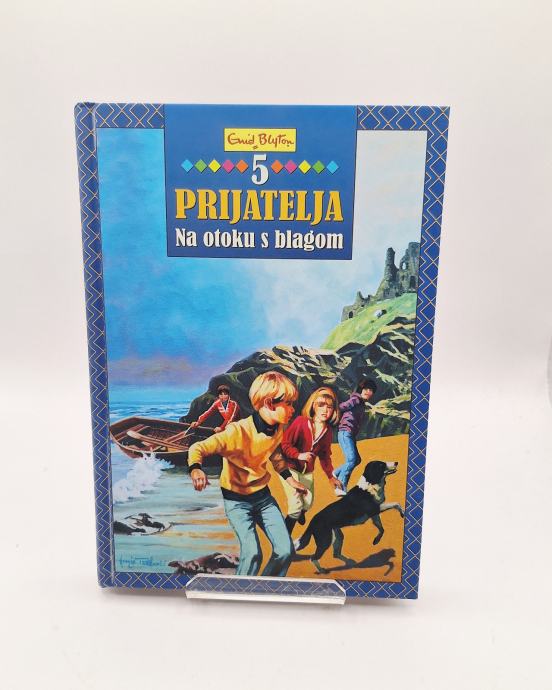 Enid Blyton
5
PRIJATELJA
Na otoku s blagom